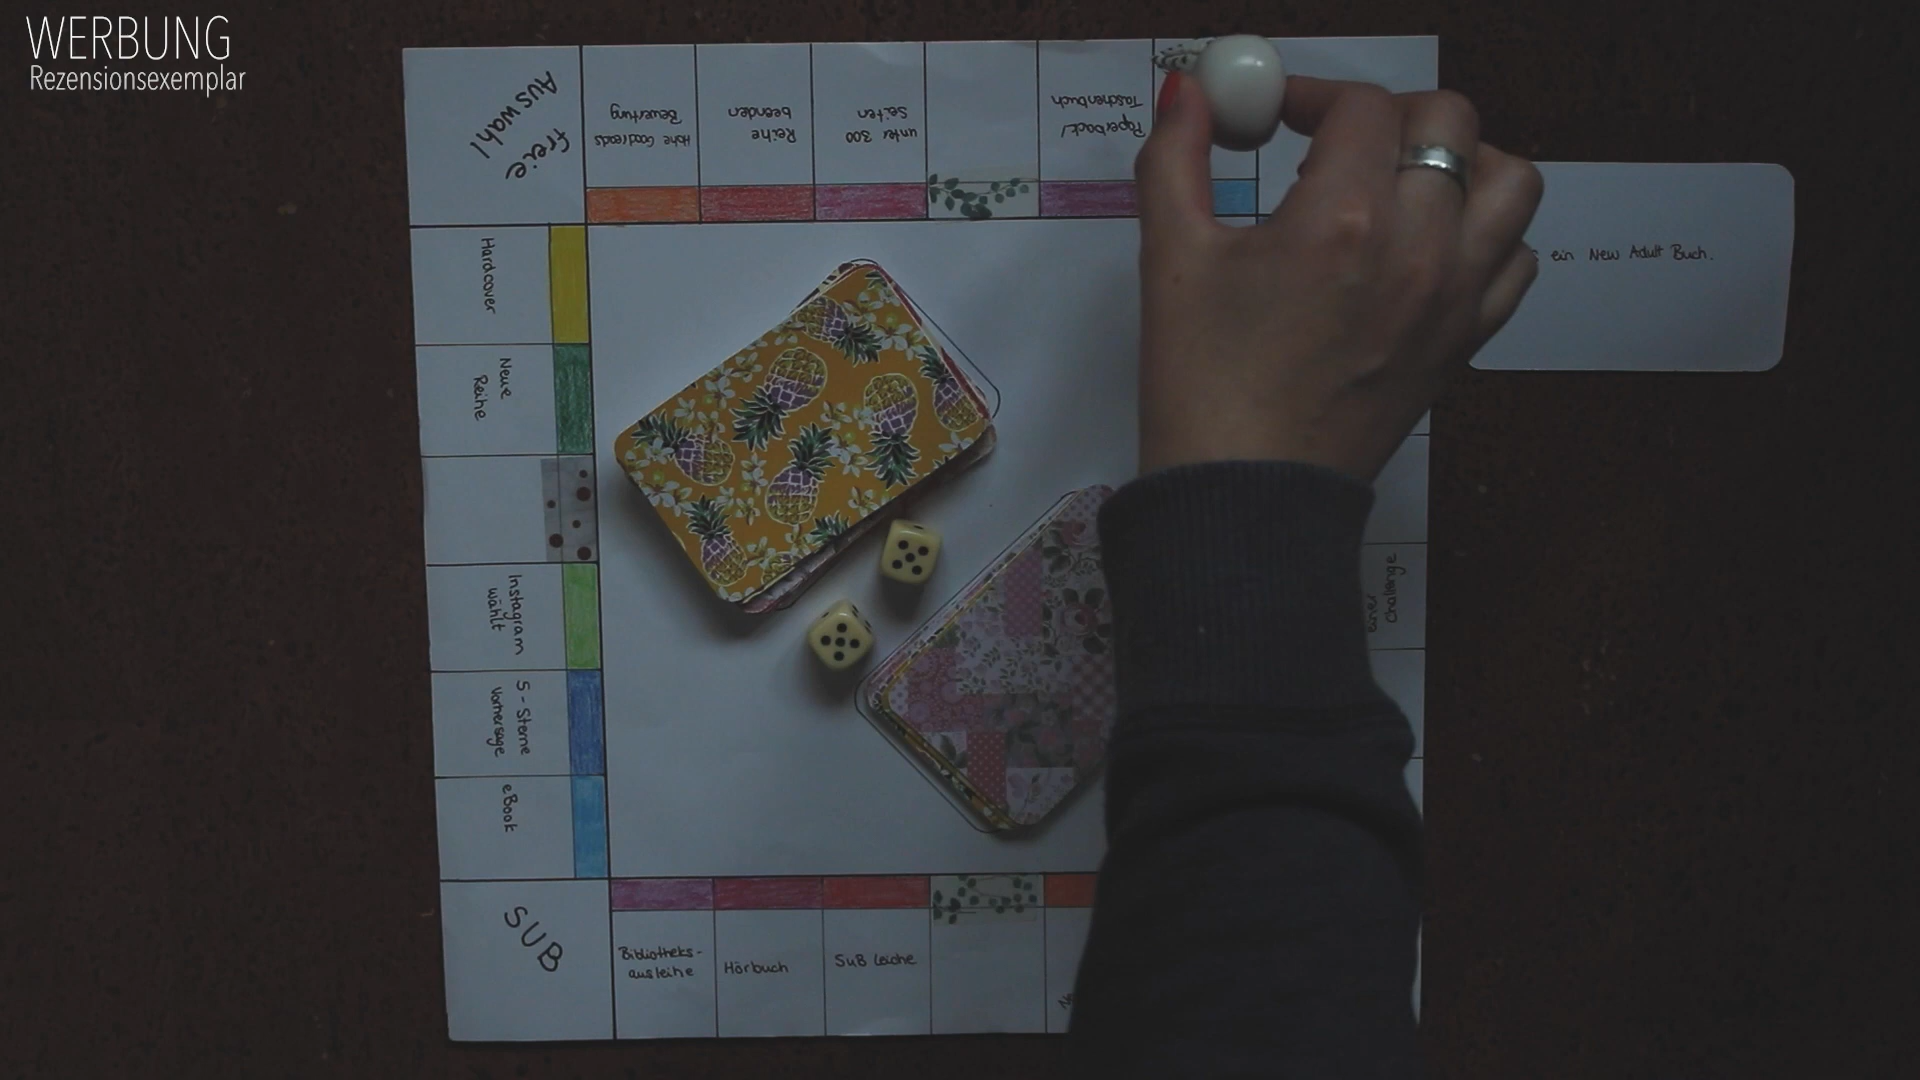 WERBUNG
Rezensionsexemplar
Freie
Auswahl
Hohe Goodreads
Bewertung
Reihe
beenden
unter 300
Seiten
Paperback/
Taschenbuch
ein New Adult Buch.
Hardcover
Neue
Reihe
Instagram
wählt
5-Sterne
Vorhersage
eBook
SUB
Bibliotheks-
ausleihe
Hörbuch
SuB Leiche
einer
Challenge